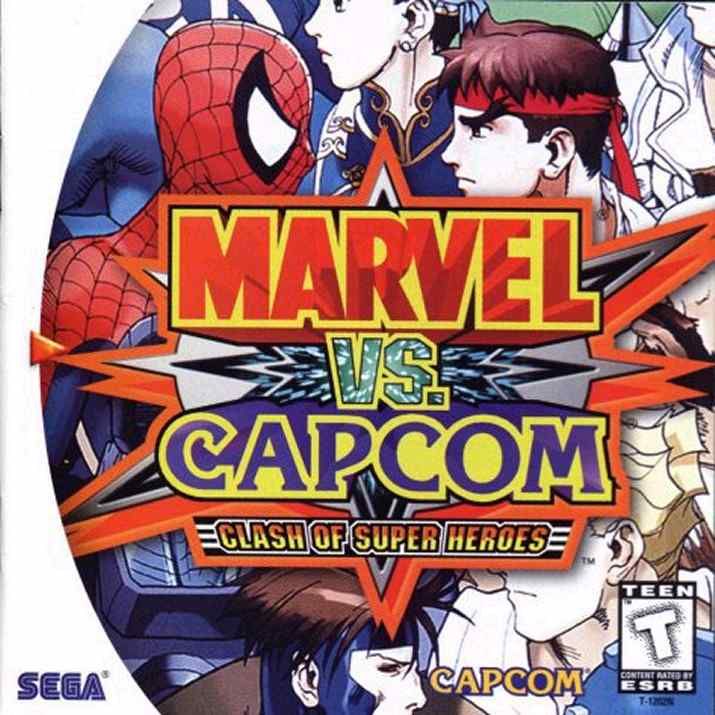 MARVEL
VS.
CAPCOM
CLASH OF SUPER HEROES
TM
TEEN
T
CONTENT RATED BY
ESRB
SEGA®
CAPCOM®